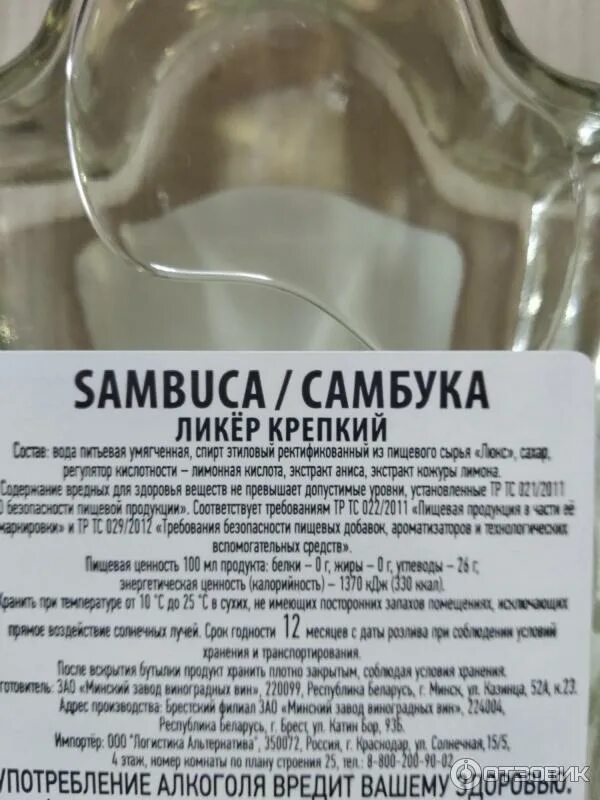 SAMBUCA / САМБУКА
ЛИКЁР КРЕПКИЙ
Состав: вода питьевая умягченная, спирт этиловый ректификованный из пищевого сырья «Люкс», сахар,
регулятор кислотности – лимонная кислота, экстракт аниса, экстракт кожуры лимона.
Содержание вредных для здоровья веществ не превышает допустимые уровни, установленные ТР ТС 021/2011
О безопасности пищевой продукции». Соответствует требованиям ТР ТС 022/2011 «Пищевая продукция в части её
маркировки» и ТР ТС 029/2012 «Требования безопасности пищевых добавок, ароматизаторов и технологических
вспомогательных средств».
Пищевая ценность 100 мл продукта: белки – 0 г, жиры – 0 г, углеводы – 26 г;
энергетическая ценность (калорийность) – 1370 кДж (330 ккал).
Хранить при температуре от 10 °C до 25 °C в сухих, не имеющих посторонних запахов помещениях, исключающих
прямое воздействие солнечных лучей. Срок годности 12 месяцев с даты розлива при соблюдении условий
хранения и транспортирования.
После вскрытия бутылки продукт хранить плотно закрытым, соблюдая условия хранения.
готовитель: ЗАО «Минский завод виноградных вин», 220099, Республика Беларусь, г. Минск, ул. Казинца, 52А, к.23.
Адрес производства: Брестский филиал ЗАО «Минский завод виноградных вин», 224004,
Республика Беларусь, г. Брест, ул. Катин Бор, 93Б.
Импортёр: ООО "Логистика Альтернатива", 350072, Россия, г. Краснодар, ул. Солнечная, 15/5,
4 этаж, номер комнаты по плану строения 25, тел.: 8-800-200-90-02
УПОТРЕБЛЕНИЕ АЛКОГОЛЯ ВРЕДИТ ВАШЕМУ ЗДОРОВЬЮ.
ОТЗОВИК